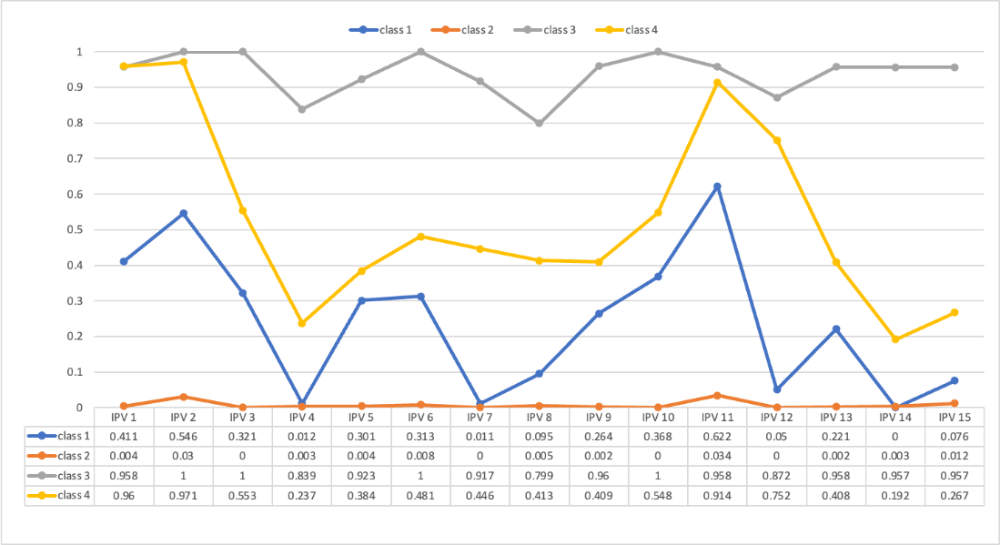 class 1 class 2 class 3 class 4
1
0.9
0.8
0.7
0.6
0.5
0.4
0.3
0.2
0.1
0
IPV 1 IPV 2 IPV 3 IPV 4 IPV 5 IPV 6 IPV 7 IPV 8 IPV 9 IPV 10 IPV 11 IPV 12 IPV 13 IPV 14 IPV 15
class 1 0.411 0.546 0.321 0.012 0.301 0.313 0.011 0.095 0.264 0.368 0.622 0.05 0.221 0 0.076
class 2 0.004 0.03 0 0.003 0.004 0.008 0 0.005 0.002 0 0.034 0 0.002 0.003 0.012
class 3 0.958 1 1 0.839 0.923 1 0.917 0.799 0.96 1 0.958 0.872 0.958 0.957 0.957
class 4 0.96 0.971 0.553 0.237 0.384 0.481 0.446 0.413 0.409 0.548 0.914 0.752 0.408 0.192 0.267